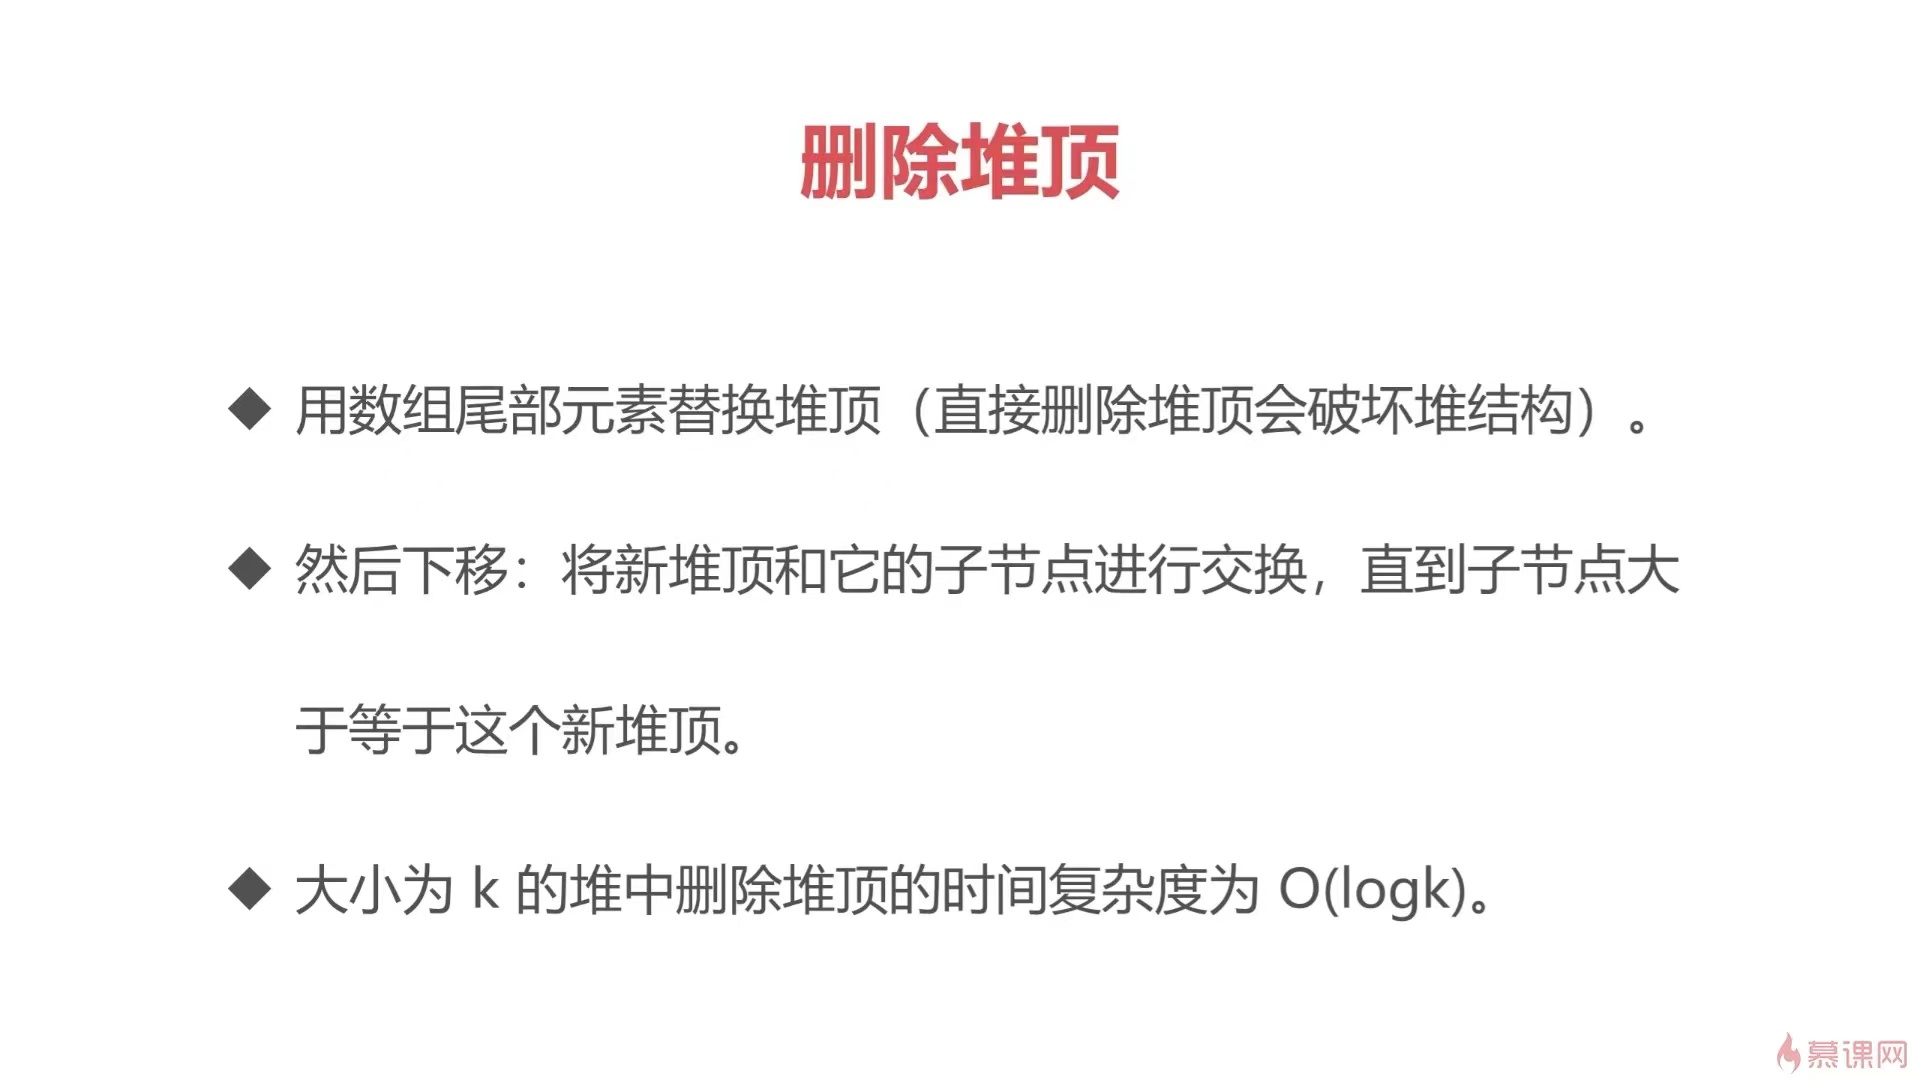 删除堆顶
◆ 用数组尾部元素替换堆顶（直接删除堆顶会破坏堆结构）。
◆ 然后下移：将新堆顶和它的子节点进行交换，直到子节点大
于等于这个新堆顶。
◆ 大小为 k 的堆中删除堆顶的时间复杂度为 O(logk)。
慕课网